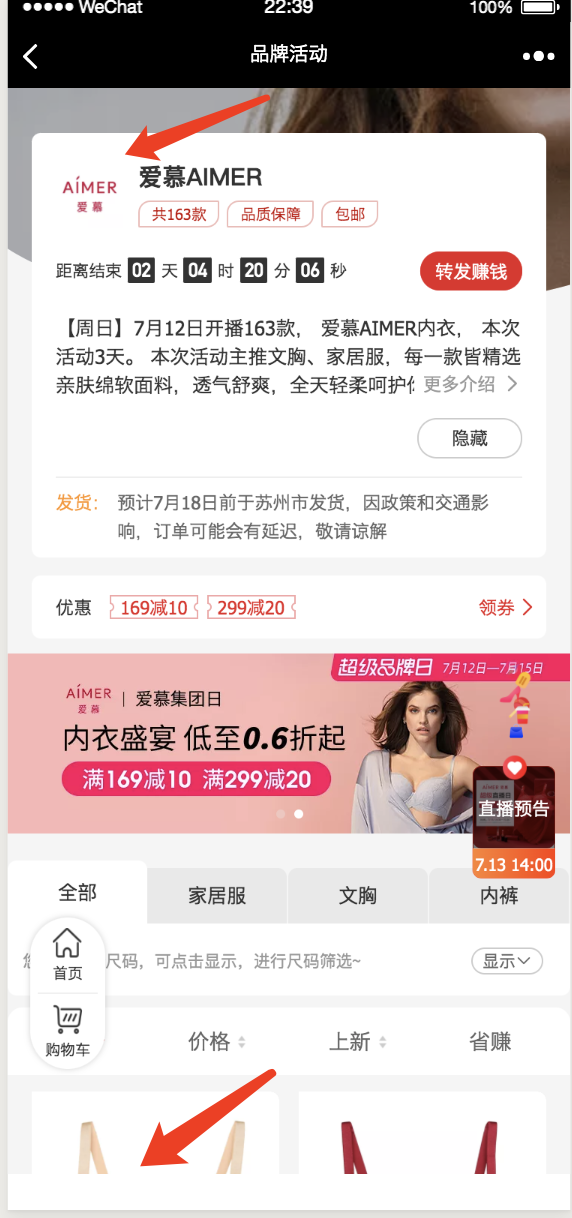 WeChat 22:39 100%
品牌活动
AIMER
爱慕
爱慕AIMER
共163款 品质保障 包邮
距离结束 02 天 04 时 20 分 06 秒
转发赚钱
【周日】7月12日开播163款， 爱慕AIMER内衣， 本次
活动3天。 本次活动主推文胸、家居服，每一款皆精选
亲肤绵软面料，透气舒爽，全天轻柔呵护 更多介绍
隐藏
发货： 预计7月18日前于苏州市发货，因政策和交通影
响，订单可能会有延迟，敬请谅解
优惠 169减10 299减20 领券
超级品牌日 7月12日—7月15日
AIMER
爱慕
爱慕集团日
内衣盛宴 低至0.6折起
满169减10 满299减20
直播预告
7.13 14:00
全部 家居服 文胸 内裤
尺码，可点击显示，进行尺码筛选~ 显示
首页
购物车
价格 上新 省赚